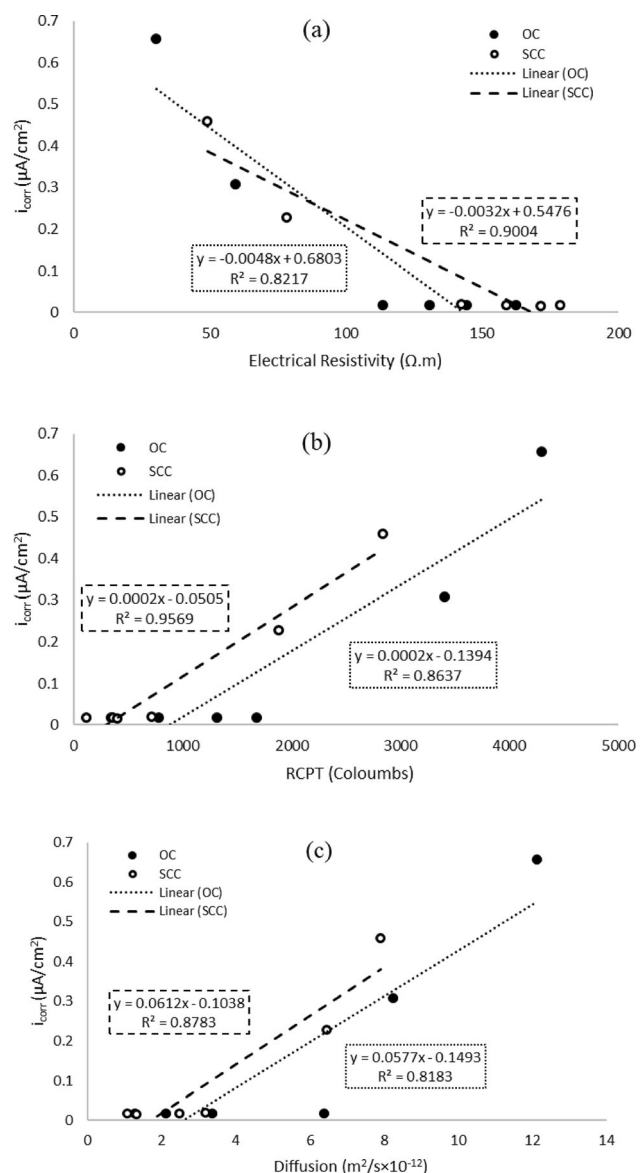 (a)
OC
SCC
Linear (OC)
Linear (SCC)
0.7
0.6
0.5
0.4
0.3
0.2
0.1
0
icorr (μA/cm²)
y = -0.0032x + 0.5476
R² = 0.9004
y = -0.0048x + 0.6803
R² = 0.8217
0 50 100 150 200
Electrical Resistivity (Ω.m)
(b)
OC
SCC
Linear (OC)
Linear (SCC)
0.7
0.6
0.5
0.4
0.3
0.2
0.1
0
icorr (μA/cm²)
y = 0.0002x - 0.0505
R² = 0.9569
y = 0.0002x - 0.1394
R² = 0.8637
0 1000 2000 3000 4000 5000
RCPT (Coloumbs)
(c)
OC
SCC
Linear (OC)
Linear (SCC)
0.7
0.6
0.5
0.4
0.3
0.2
0.1
0
icorr (μA/cm²)
y = 0.0612x - 0.1038
R² = 0.8783
y = 0.0577x - 0.1493
R² = 0.8183
0 2 4 6 8 10 12 14
Diffusion (m²/s×10⁻¹²)